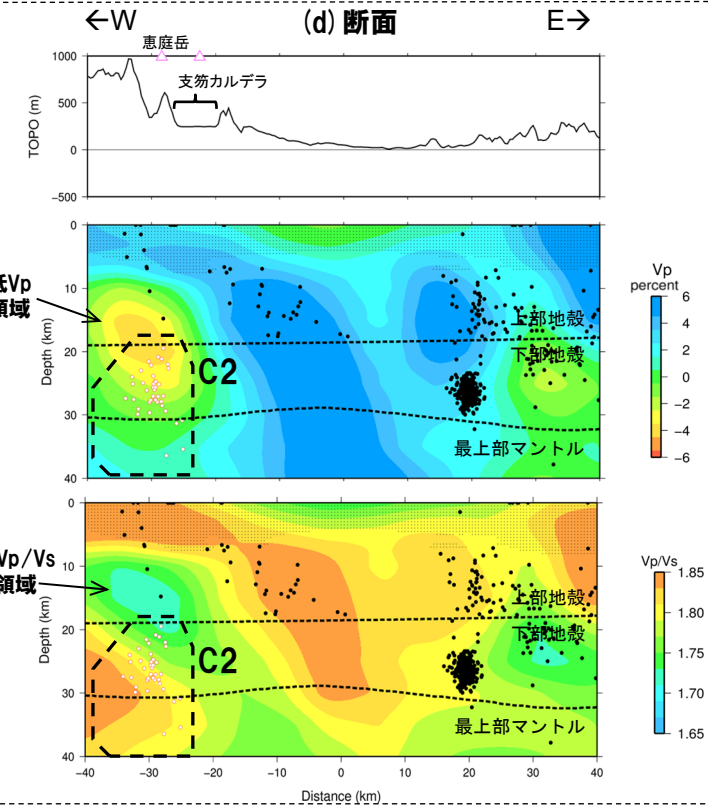 ←W
(d) 断面
E→
恵庭岳
支笏カルデラ
TOPO (m)
1000
500
0
−500
低Vp
領域
Depth (km)
0
10
20
30
40
上部地殻
下部地殻
C2
最上部マントル
Vp
percent
6
4
2
0
−2
−4
−6
Vp/Vs
領域
Depth (km)
0
10
20
30
40
上部地殻
下部地殻
C2
最上部マントル
Vp/Vs
1.85
1.80
1.75
1.70
1.65
−40 −30 −20 −10 0 10 20 30 40
Distance (km)